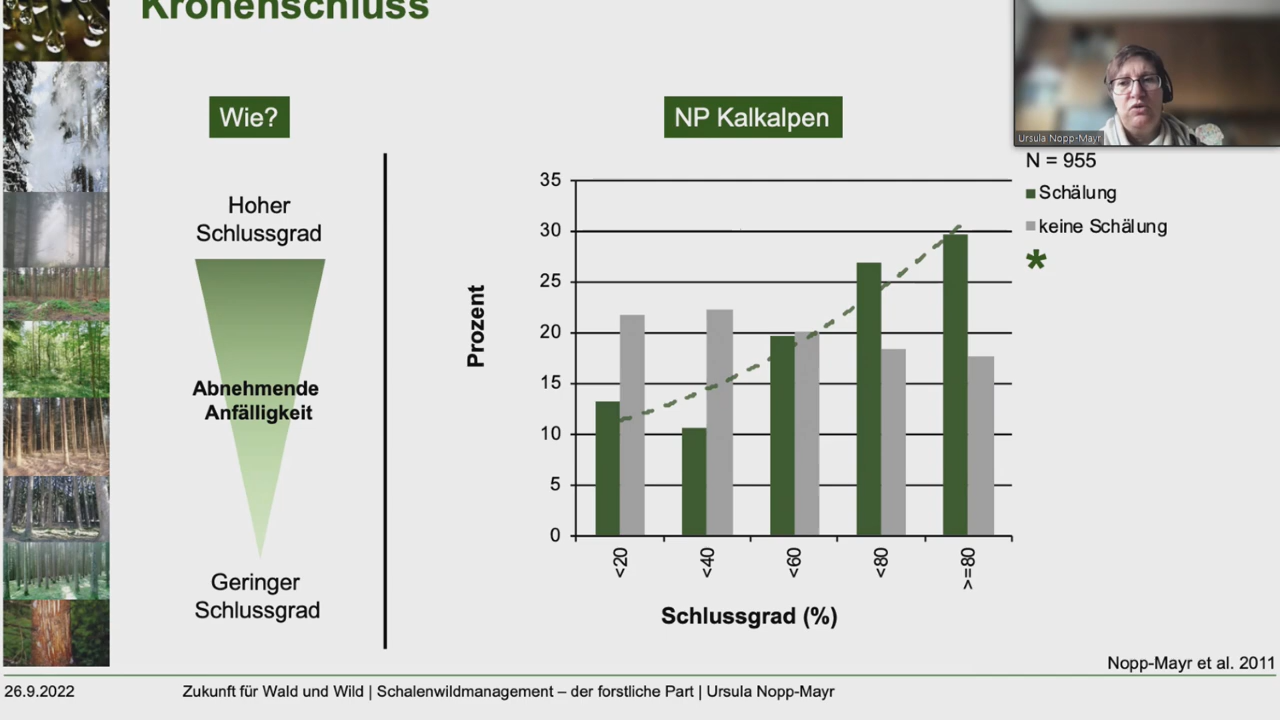 Kronenschluss
Wie?
NP Kalkalpen
Ursula Nopp-Mayr
N = 955
Schälung
keine Schälung
*
Hoher
Schlussgrad
Abnehmende
Anfälligkeit
Geringer
Schlussgrad
Prozent
35
30
25
20
15
10
5
0
<20
<40
<60
<80
>=80
Schlussgrad (%)
Nopp-Mayr et al. 2011
26.9.2022
Zukunft für Wald und Wild | Schalenwildmanagement – der forstliche Part | Ursula Nopp-Mayr